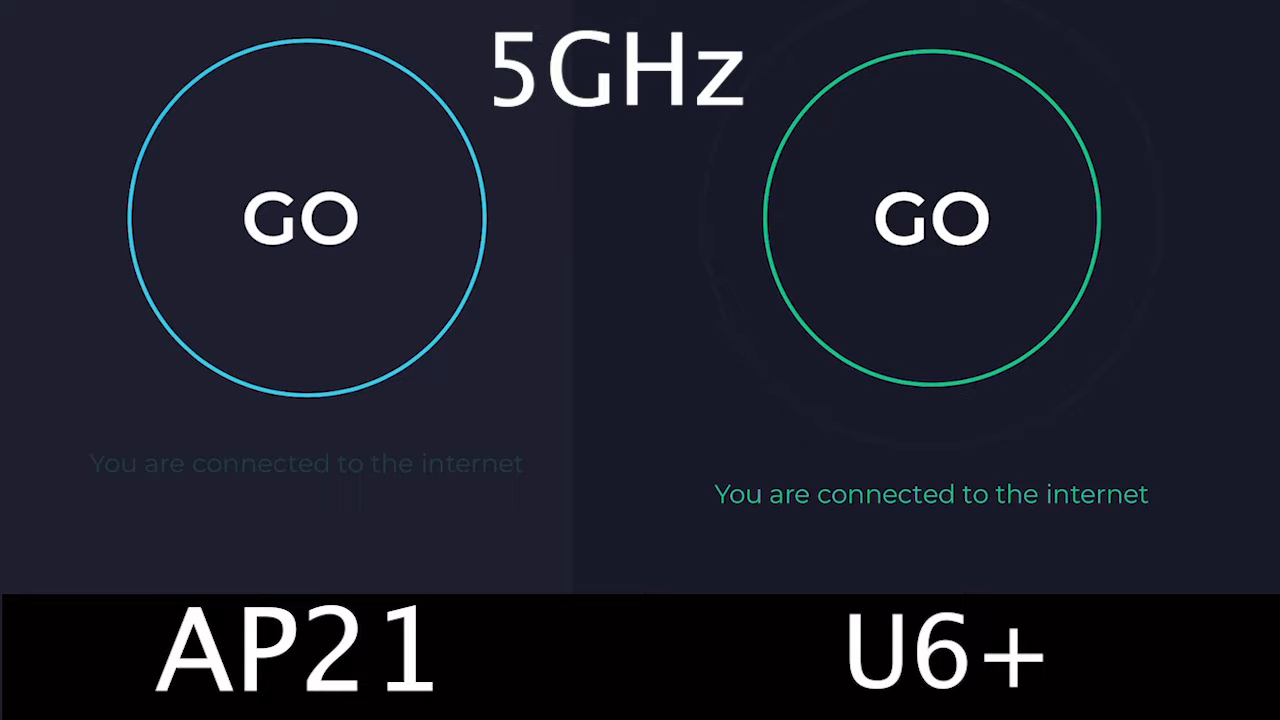 5GHz
GO
GO
You are connected to the internet
You are connected to the internet
AP21
U6+